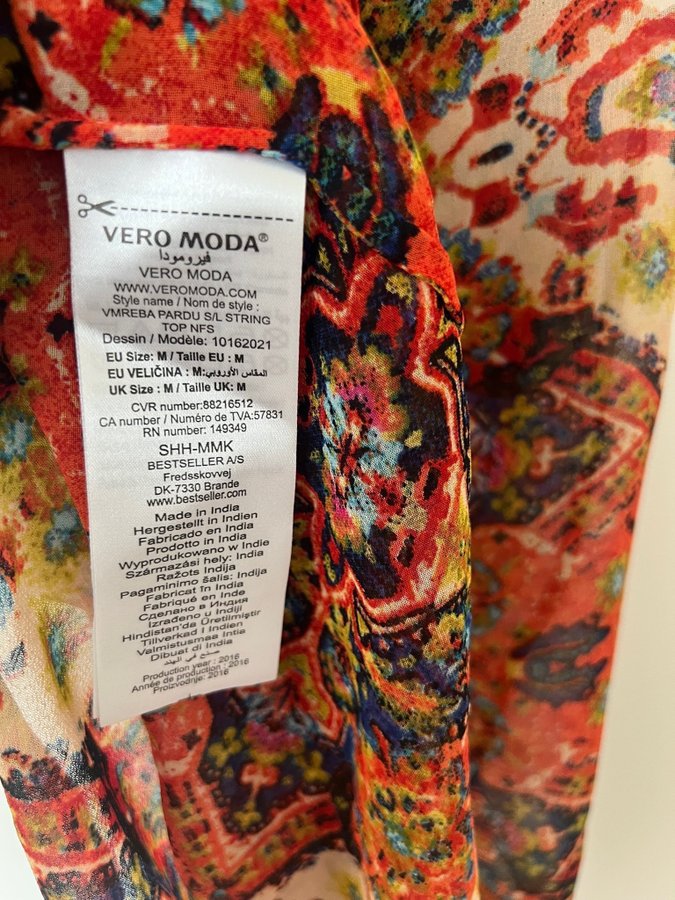 VERO MODA®
فيرومودا
VERO MODA
WWW.VEROMODA.COM
Style name / Nom de style :
VMREBA PARDU S/L STRING
TOP NFS
Dessin / Modèle: 10162021
EU Size: M / Taille EU : M
EU VELIČINA : M:المقاس الأوروبي
UK Size : M / Taille UK: M
CVR number:88216512
CA number / Numéro de TVA:57831
RN number: 149349
SHH-MMK
BESTSELLER A/S
Fredsskovvej
DK-7330 Brande
www.bestseller.com
Made in India
Hergestellt in Indien
Fabricado en India
Prodotto in India
Wyprodukowano w Indie
Származási hely: India
Ražots Indijā
Pagaminimo šalis: Indija
Fabricat în India
Fabriqué en Inde
Сделано в Индия
Izrađeno u Indiji
Hindistan'da Üretilmiştir
Tillverkad I Indien
Valmistusmaa Intia
Dibuat di India
صنع في الهند
Production year : 2016
Année de production : 2016
Proizvodnje: 2016